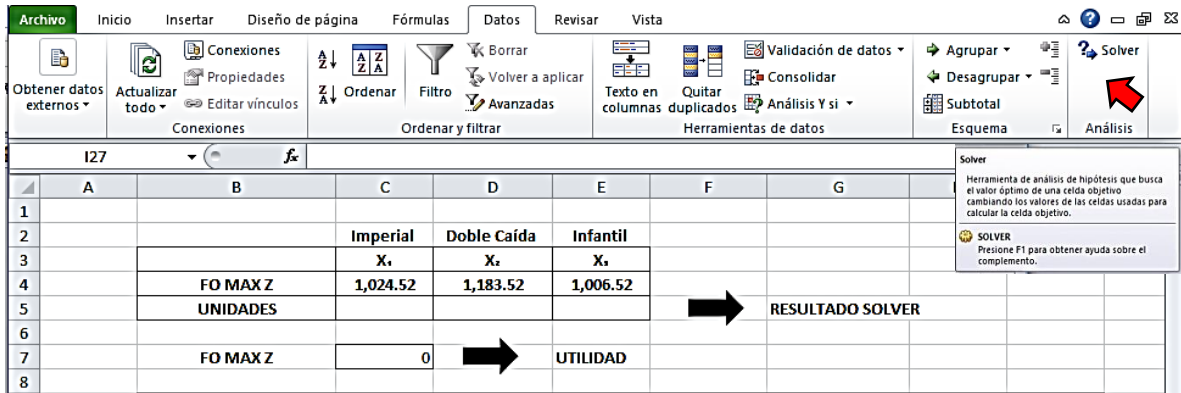 Archivo Inicio Insertar Diseño de página Fórmulas Datos Revisar Vista
Obtener datos externos
Actualizar todo
Conexiones
Propiedades
Editar vínculos
Conexiones
Ordenar
Filtro
Borrar
Volver a aplicar
Avanzadas
Ordenar y filtrar
Texto en columnas
Quitar duplicados
Validación de datos
Consolidar
Análisis Y si
Herramientas de datos
Agrupar
Desagrupar
Subtotal
Esquema
Solver
Análisis
I27 fx
Solver
Herramienta de análisis de hipótesis que busca
el valor óptimo de una celda objetivo
cambiando los valores de las celdas usadas para
calcular la celda objetivo.
SOLVER
Presione F1 para obtener ayuda sobre el
complemento.
A B C D E F G
1
2 Imperial Doble Caída Infantil
3 X₁ X₂ X₃
4 FO MAX Z 1,024.52 1,183.52 1,006.52
5 UNIDADES RESULTADO SOLVER
6
7 FO MAX Z 0 UTILIDAD
8